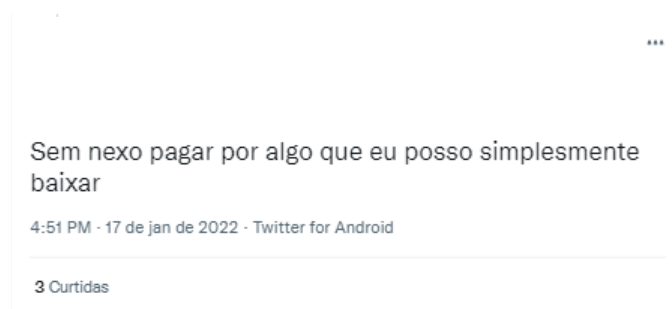 Sem nexo pagar por algo que eu posso simplesmente
baixar
4:51 PM · 17 de jan de 2022 · Twitter for Android
3 Curtidas